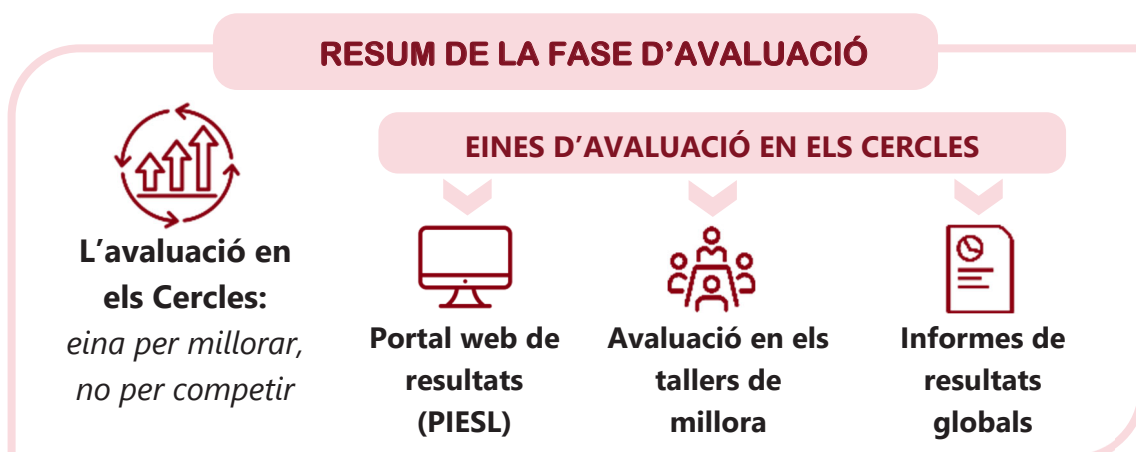 RESUM DE LA FASE D’AVALUACIÓ
EINES D’AVALUACIÓ EN ELS CERCLES
L’avaluació en
els Cercles:
eina per millorar,
no per competir
Portal web de
resultats
(PIESL)
Avaluació en els
tallers de
millora
Informes de
resultats
globals